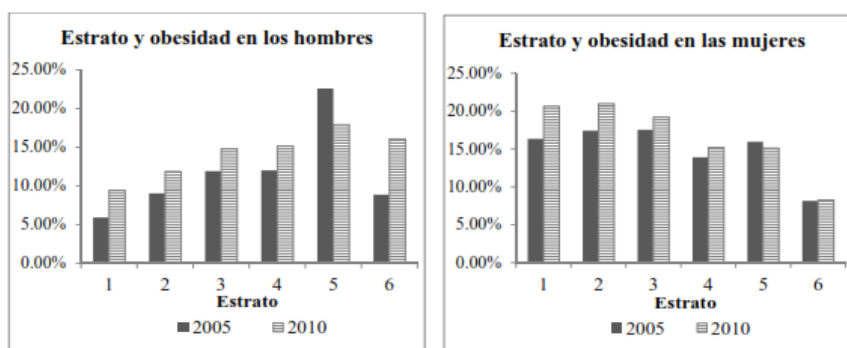 Estrato y obesidad en los hombres
25.00%
20.00%
15.00%
10.00%
5.00%
0.00%
1 2 3 4 5 6
Estrato
2005 2010
Estrato y obesidad en las mujeres
25.00%
20.00%
15.00%
10.00%
5.00%
0.00%
1 2 3 4 5 6
Estrato
2005 2010